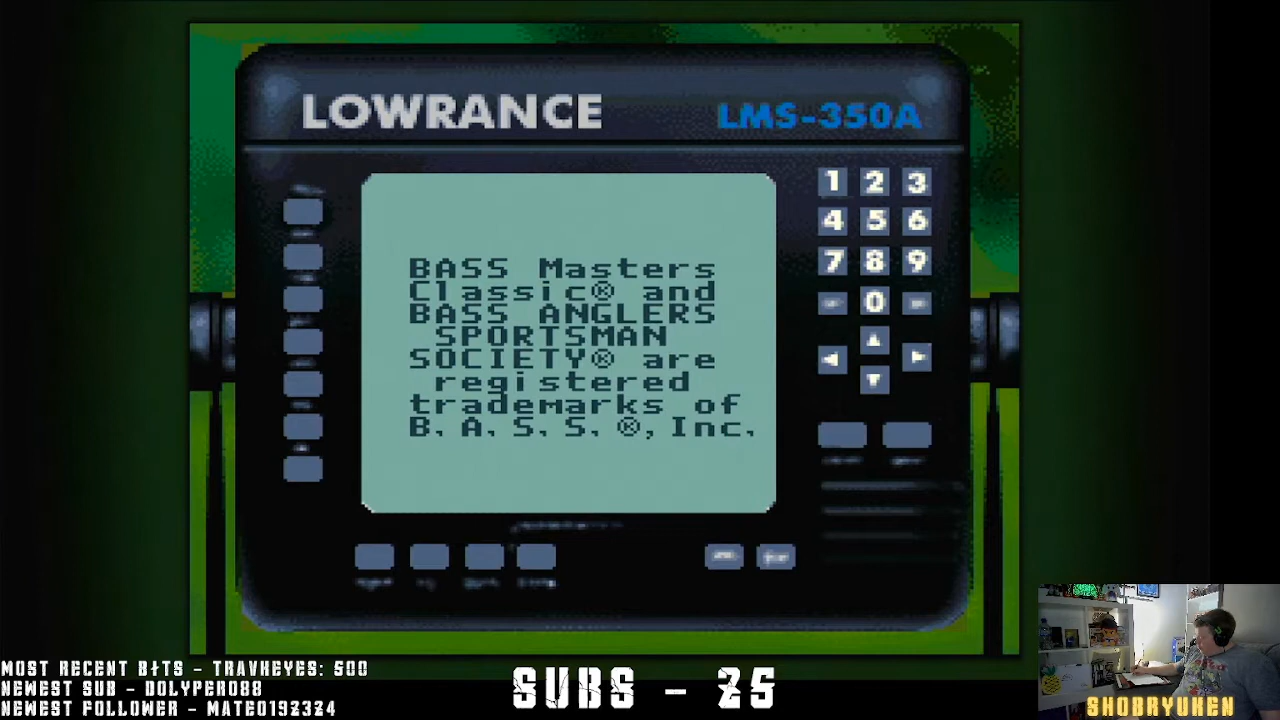 LOWRANCE
LMS-350A
1 2 3
4 5 6
7 8 9
0
BASS Masters
Classic® and
BASS ANGLERS
SPORTSMAN
SOCIETY® are
registered
trademarks of
B.A.S.S.®, Inc.
MOST RECENT BITS - TRAVKEYES: 500
NEWEST SUB - DOLYPERO88
NEWEST FOLLOWER - MATEO192324
SUBS - 25
SHOBRYUKEN